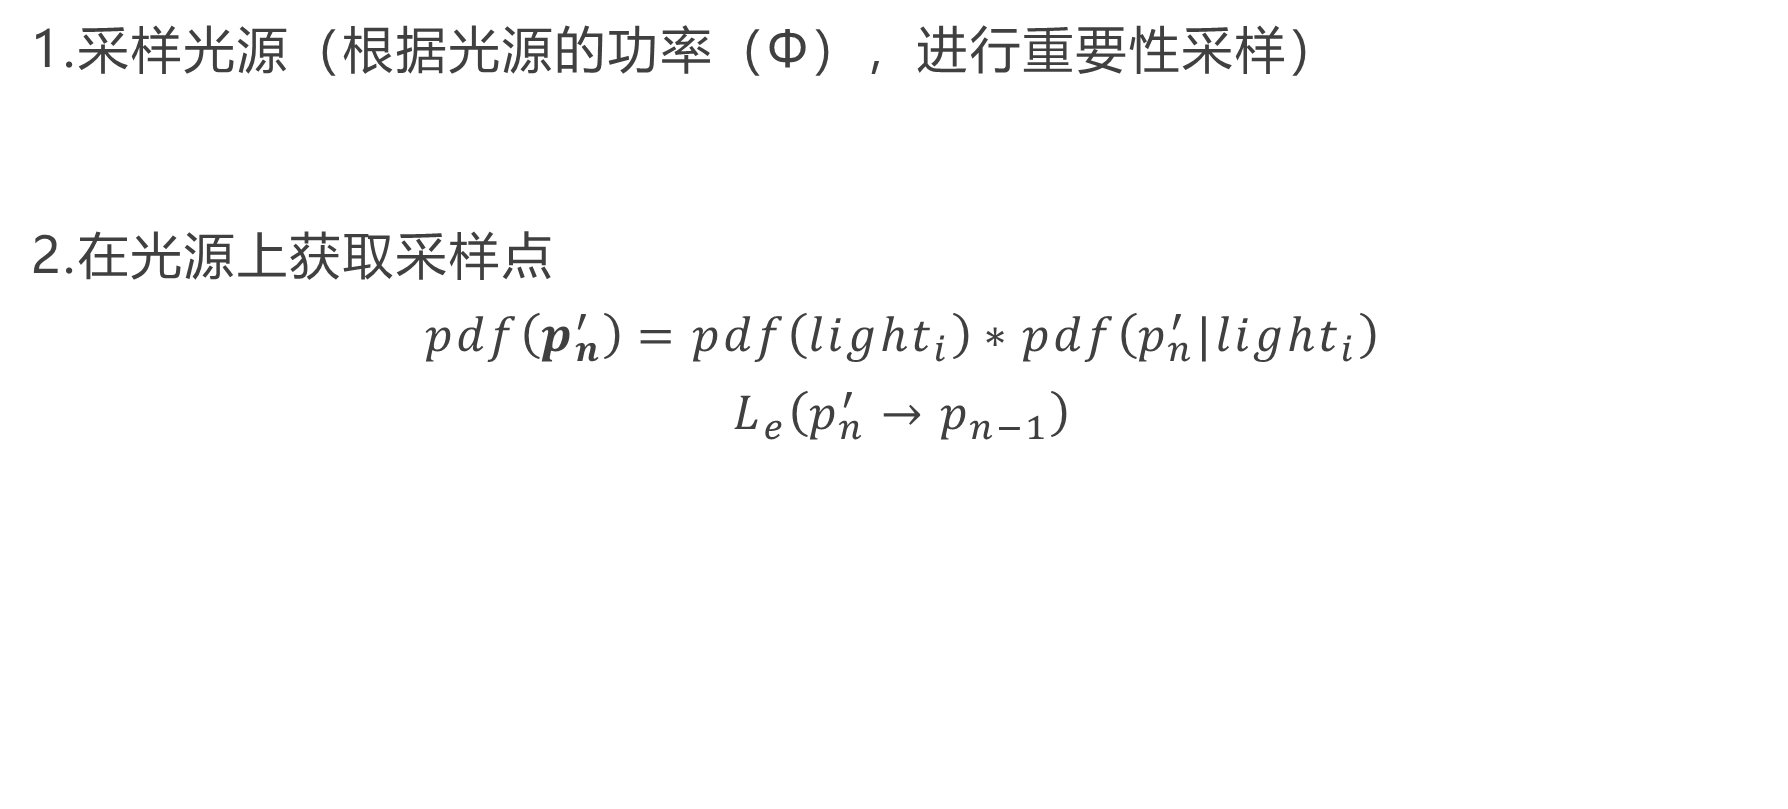 1.采样光源（根据光源的功率（Φ），进行重要性采样）
2.在光源上获取采样点
pdf(p′ₙ) = pdf(lightᵢ) * pdf(p′ₙ|lightᵢ)
Lₑ(p′ₙ → pₙ₋₁)